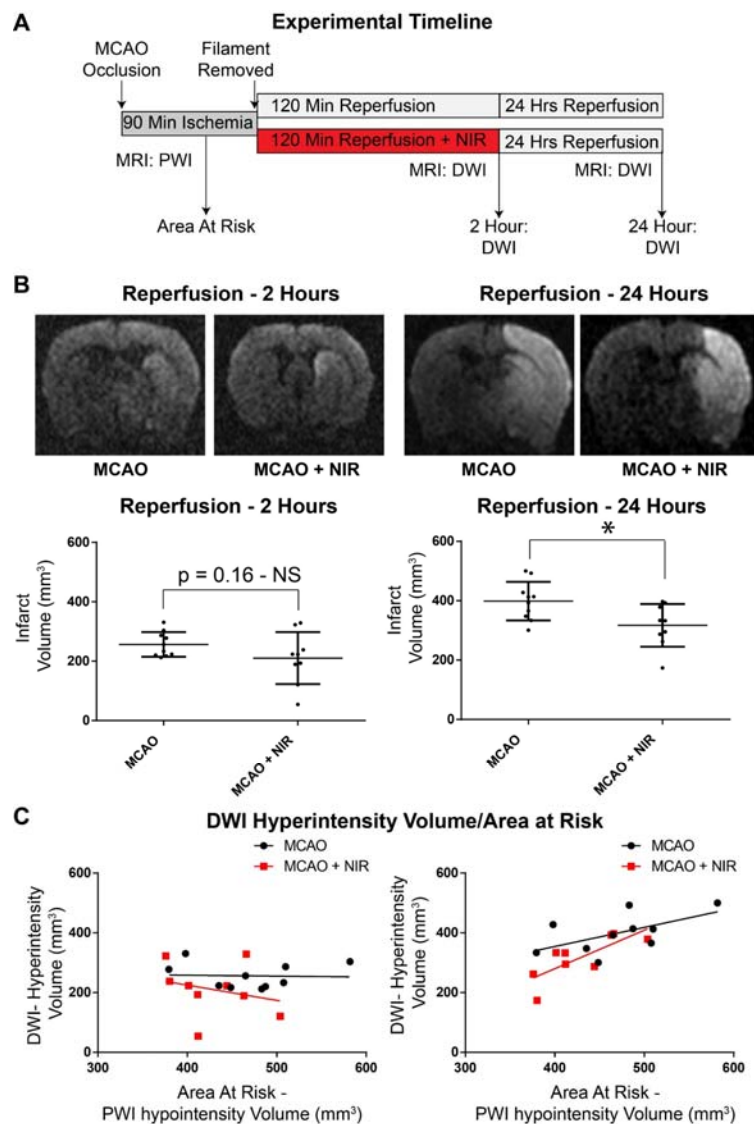 A
Experimental Timeline
MCAO
Occlusion
Filament
Removed
90 Min Ischemia
120 Min Reperfusion
24 Hrs Reperfusion
120 Min Reperfusion + NIR
24 Hrs Reperfusion
MRI: PWI
MRI: DWI
MRI: DWI
Area At Risk
2 Hour:
DWI
24 Hour:
DWI
B
Reperfusion - 2 Hours
Reperfusion - 24 Hours
MCAO
MCAO + NIR
MCAO
MCAO + NIR
Reperfusion - 2 Hours
600
400
200
0
Infarct
Volume (mm³)
p = 0.16 - NS
MCAO
MCAO + NIR
Reperfusion - 24 Hours
600
400
200
0
Infarct
Volume (mm³)
*
MCAO
MCAO + NIR
C
DWI Hyperintensity Volume/Area at Risk
MCAO
MCAO + NIR
600
400
200
0
DWI- Hyperintensity
Volume (mm³)
300 400 500 600
Area At Risk -
PWI hypointensity Volume (mm³)
MCAO
MCAO + NIR
600
400
200
0
DWI- Hyperintensity
Volume (mm³)
300 400 500 600
Area At Risk -
PWI hypointensity Volume (mm³)